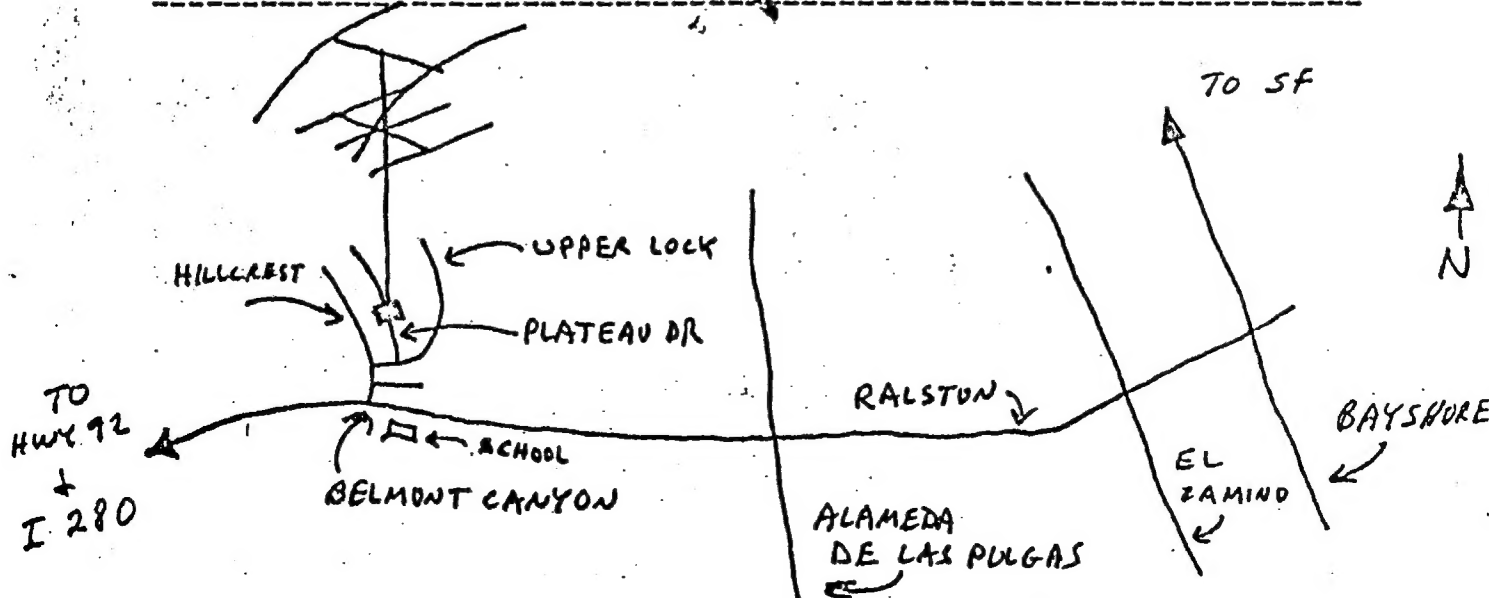 TO SF
N
UPPER LOCK
HILLCREST
PLATEAU DR
TO
HWY 92
+
I 280
RALSTON
BAYSHORE
SCHOOL
BELMONT CANYON
EL
CAMINO
ALAMEDA
DE LAS PULGAS